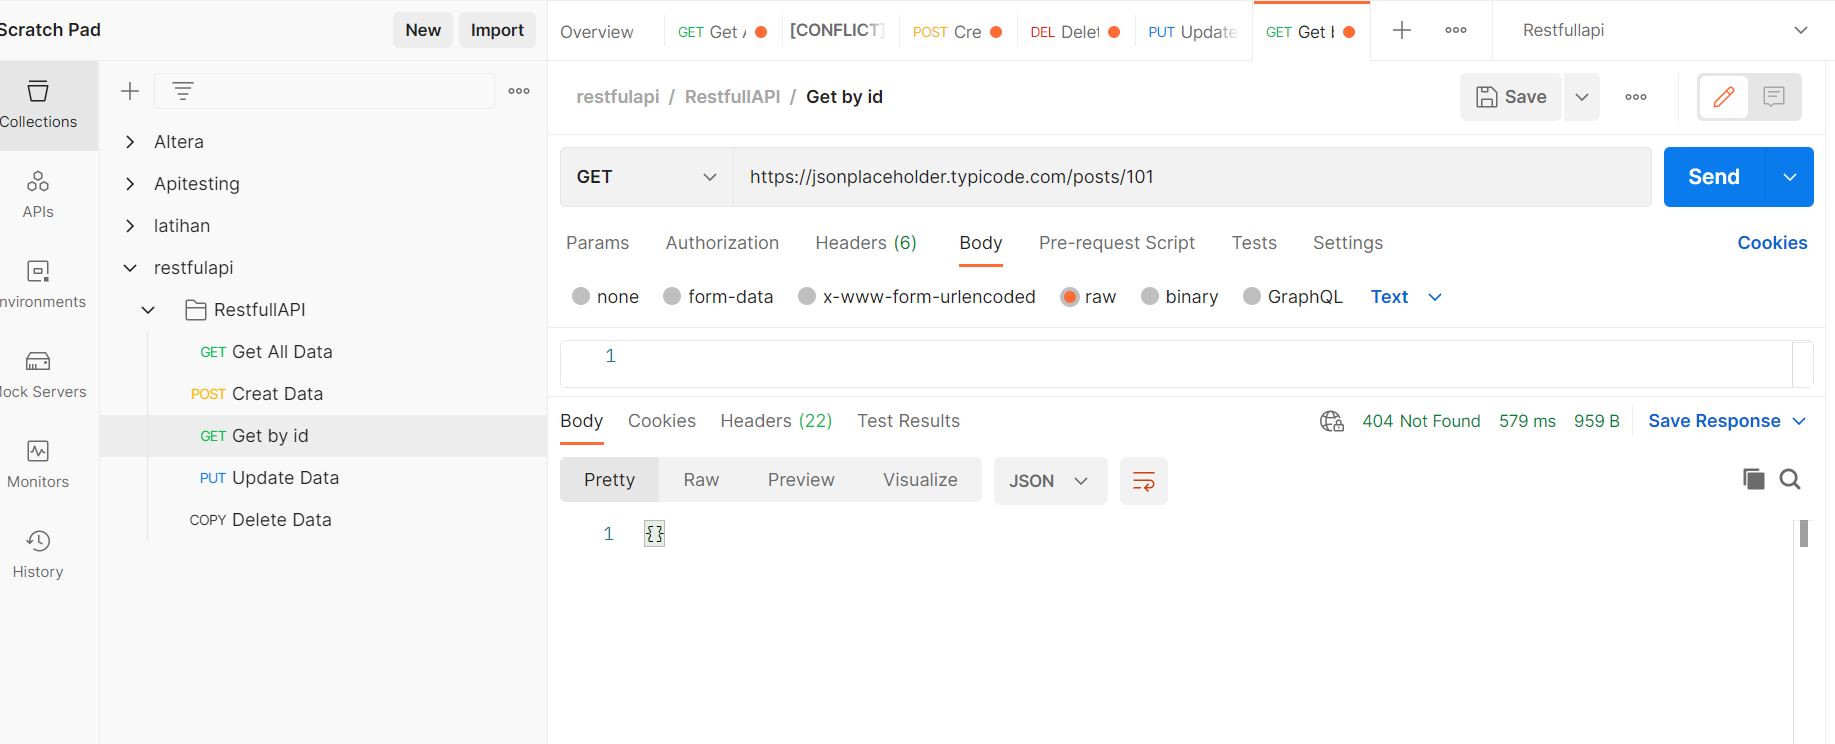 Scratch Pad
New
Import
Overview
GET Get
[CONFLICT]
POST Cre
DEL Delet
PUT Update
GET Get b
Restfullapi
Collections
APIs
nvironments
Mock Servers
Monitors
History
Altera
Apitesting
latihan
restfulapi
RestfullAPI
GET Get All Data
POST Creat Data
GET Get by id
PUT Update Data
COPY Delete Data
restfulapi / RestfullAPI / Get by id
Save
GET
https://jsonplaceholder.typicode.com/posts/101
Send
Params Authorization Headers (6) Body Pre-request Script Tests Settings Cookies
none form-data x-www-form-urlencoded raw binary GraphQL Text
1
Body Cookies Headers (22) Test Results 404 Not Found 579 ms 959 B Save Response
Pretty Raw Preview Visualize JSON
1 {}